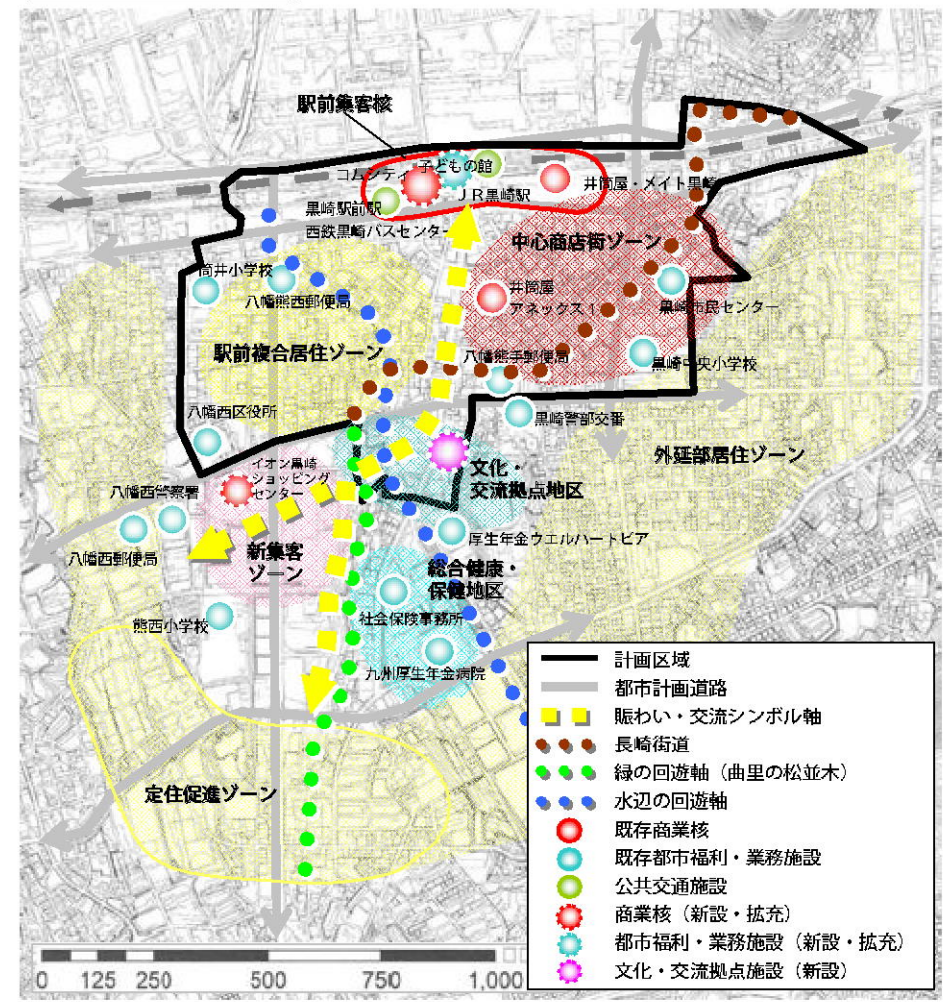 駅前集客核
コムシティ
子どもの館
JR黒崎駅
井筒屋・メイト黒崎
黒崎駅前駅
西鉄黒崎バスセンター
中心商店街ゾーン
筒井小学校
八幡熊西郵便局
井筒屋
アネックス1
黒崎市民センター
駅前複合居住ゾーン
八幡熊手郵便局
黒崎中央小学校
八幡西区役所
黒崎警部交番
外延部居住ゾーン
イオン黒崎
ショッピング
センター
文化・
交流拠点地区
八幡西警察署
八幡西郵便局
厚生年金ウエルハートピア
新集客
ゾーン
総合健康・
保健地区
熊西小学校
社会保険事務所
九州厚生年金病院
定住促進ゾーン
計画区域
都市計画道路
賑わい・交流シンボル軸
長崎街道
緑の回遊軸(曲里の松並木)
水辺の回遊軸
既存商業核
既存都市福利・業務施設
公共交通施設
商業核(新設・拡充)
都市福利・業務施設(新設・拡充)
文化・交流拠点施設(新設)
0 125 250 500 750 1,000